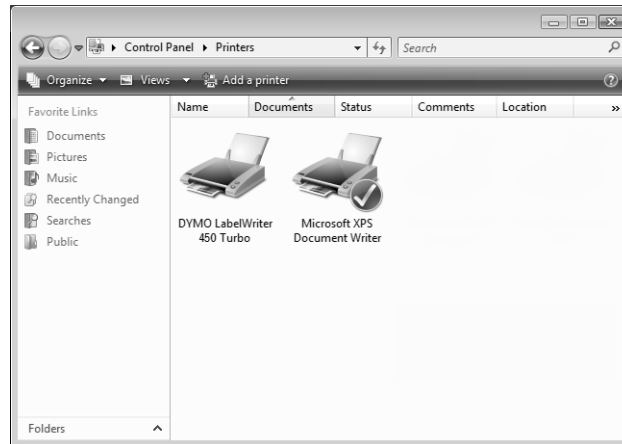 Control Panel Printers Search
Organize Views Add a printer
Favorite Links
Name Documents Status Comments Location
Documents
Pictures
Music
Recently Changed
Searches
Public
DYMO LabelWriter
450 Turbo
Microsoft XPS
Document Writer
Folders